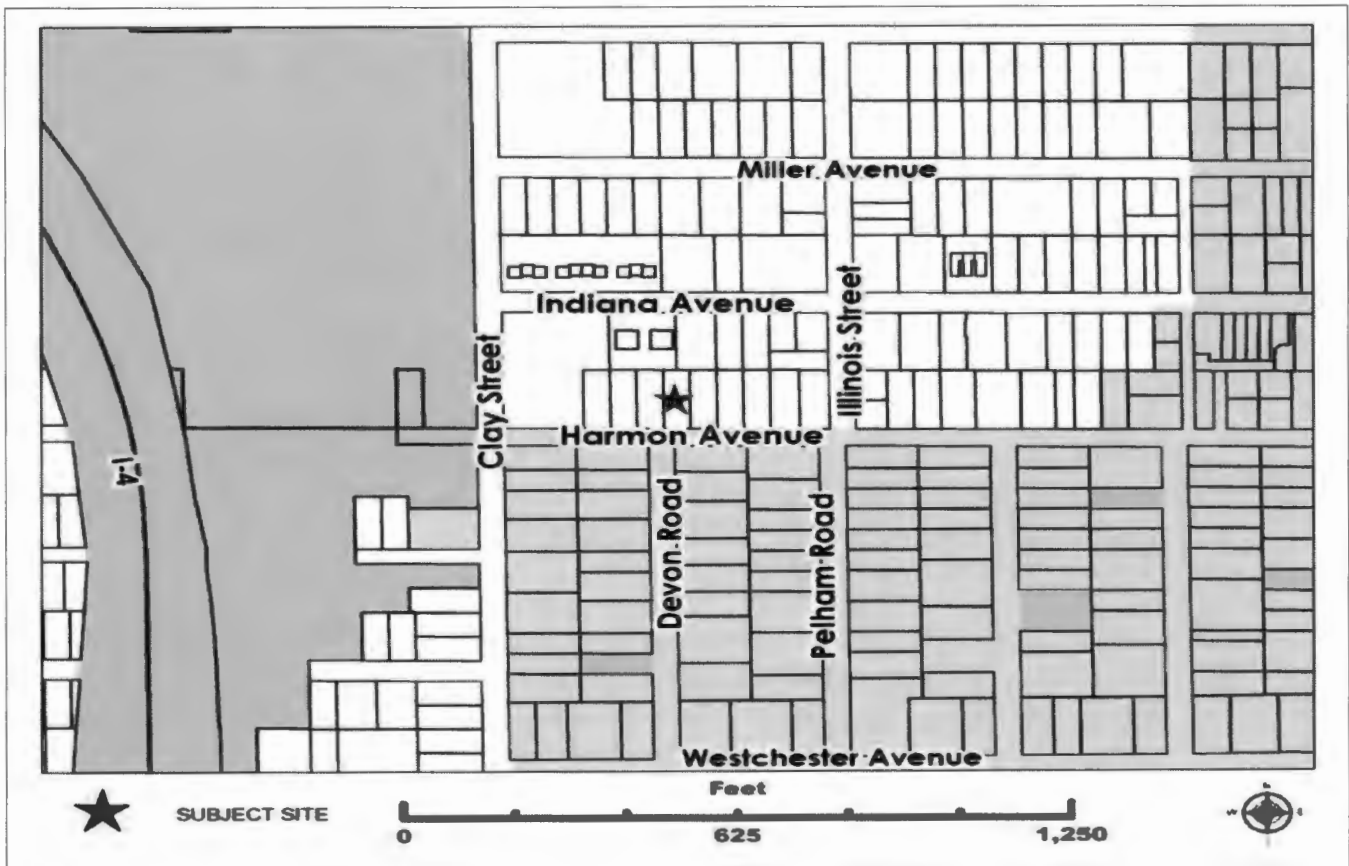 Miller Avenue
Indiana Avenue
Illinois Street
Clay Street
Harmon Avenue
I-4
Devon Road
Pelham Road
Westchester Avenue
Feet
SUBJECT SITE
0
625
1,250
W